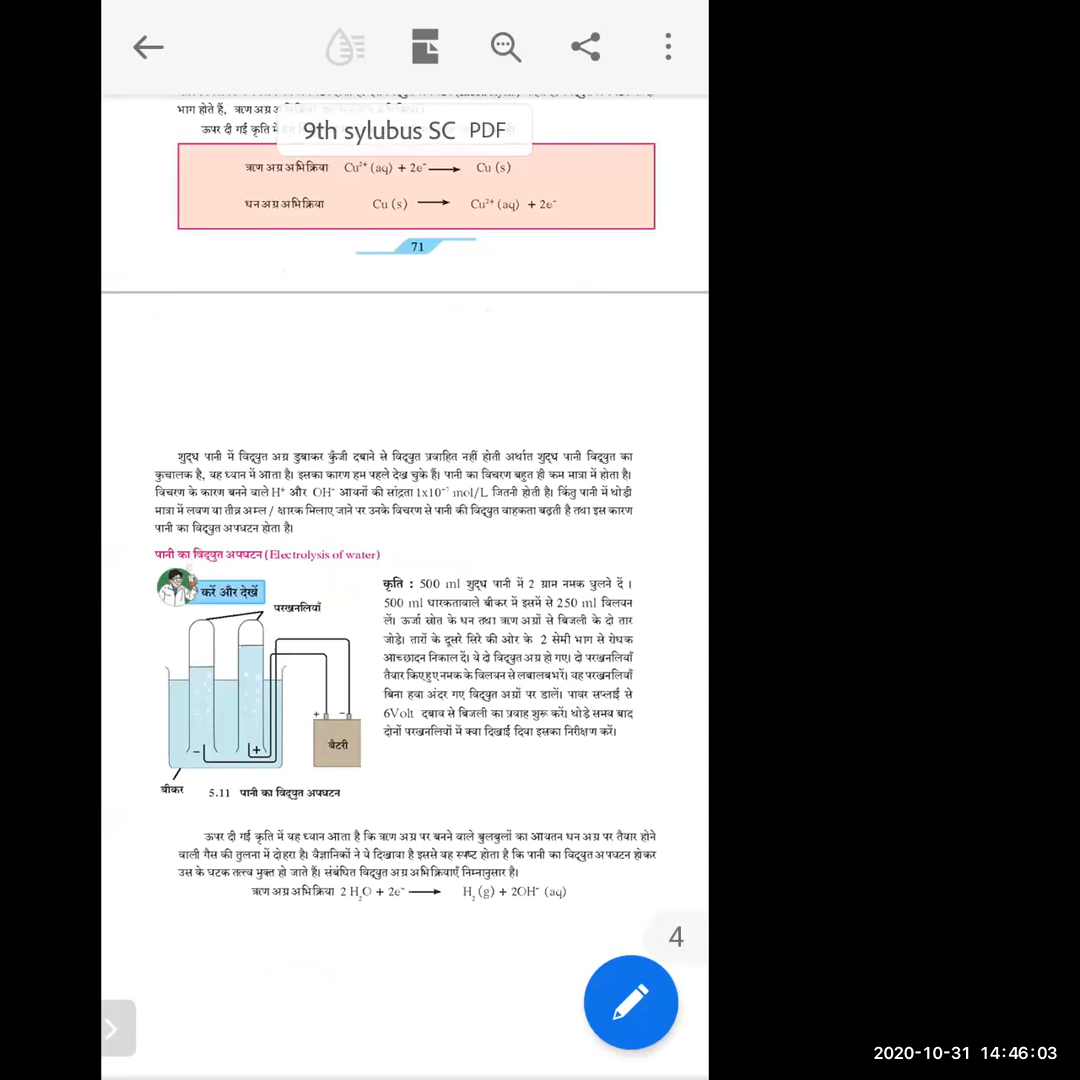 भाग होते हैं, ऋण अग्र
ऊपर दी गई कृति में
9th sylubus SC PDF
ऋण अग्र अभिक्रिया Cu²⁺ (aq) + 2e⁻ ⟶ Cu (s)
धन अग्र अभिक्रिया Cu (s) ⟶ Cu²⁺ (aq) + 2e⁻
71
शुद्ध पानी में विद्युत अग्र डुबाकर कुँजी दबाने से विद्युत प्रवाहित नहीं होती अर्थात शुद्ध पानी विद्युत का
कुचालक है, यह ध्यान में आता है। इसका कारण हम पहले देख चुके हैं। पानी का विचरण बहुत ही कम मात्रा में होता है।
विचरण के कारण बनने वाले H⁺ और OH⁻ आयनों की सांद्रता 1x10⁻⁷ mol/L जितनी होती है। किंतु पानी में थोड़ी
मात्रा में लवण या तीव्र अम्ल / क्षारक मिलाए जाने पर उनके विचरण से पानी की विद्युत वाहकता बढ़ती है तथा इस कारण
पानी का विद्युत अपघटन होता है।
पानी का विद्युत अपघटन (Electrolysis of water)
करें और देखें
परखनलियाँ
कृति : 500 ml शुद्ध पानी में 2 ग्राम नमक घुलने दें ।
500 ml धारकतावाले बीकर में इसमें से 250 ml विलयन
लें। ऊर्जा स्रोत के धन तथा ऋण अग्रों से बिजली के दो तार
जोड़े। तारों के दूसरे सिरे की ओर के 2 सेमी भाग से रोधक
आच्छादन निकाल दें। ये दो विद्युत अग्र हो गए। दो परखनलियाँ
तैयार किए हुए नमक के विलयन से लबालब भरें। यह परखनलियाँ
बिना हवा अंदर गए विद्युत अग्रों पर डालें। पावर सप्लाई से
6Volt दबाव से बिजली का प्रवाह शुरू करें। थोडे समय बाद
दोनों परखनलियों में क्या दिखाई दिया इसका निरीक्षण करें।
+ −
बैटरी
− +
बीकर
5.11 पानी का विद्युत अपघटन
ऊपर दी गई कृति में यह ध्यान आता है कि ऋण अग्र पर बनने वाले बुलबुलों का आयतन धन अग्र पर तैयार होने
वाली गैस की तुलना में दोहरा है। वैज्ञानिकों ने ये दिखाया है इससे यह स्पष्ट होता है कि पानी का विद्युत अपघटन होकर
उस के घटक तत्त्व मुक्त हो जाते हैं। संबंधित विद्युत अग्र अभिक्रियाएँ निम्नानुसार है।
ऋण अग्र अभिक्रिया 2 H₂O + 2e⁻ ⟶ H₂ (g) + 2OH⁻ (aq)
4
2020-10-31 14:46:03